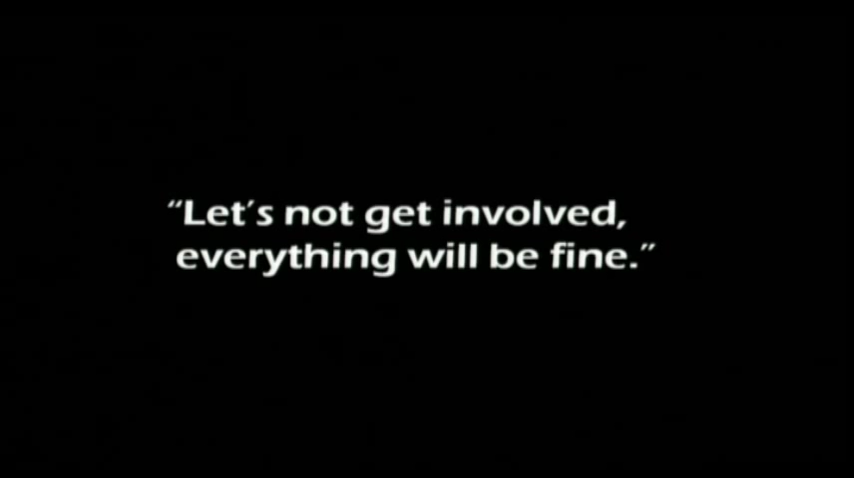 “Let's not get involved,
everything will be fine.”